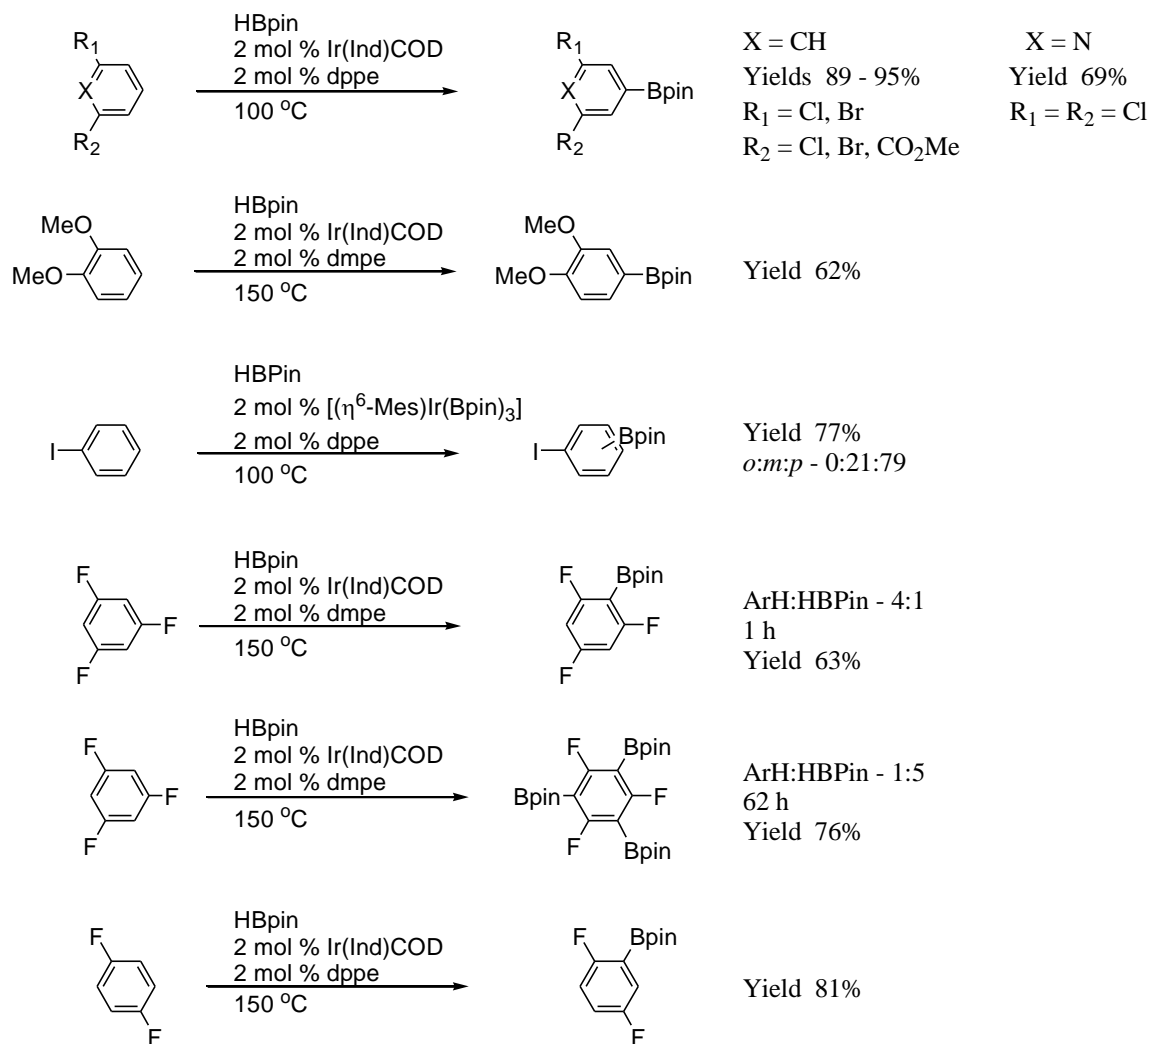 R1
X
R2
HBpin
2 mol % Ir(Ind)COD
2 mol % dppe
100 °C
R1
X
Bpin
R2
X = CH
Yields 89 - 95%
R1 = Cl, Br
R2 = Cl, Br, CO2Me
X = N
Yield 69%
R1 = R2 = Cl
MeO
MeO
HBpin
2 mol % Ir(Ind)COD
2 mol % dmpe
150 °C
MeO
MeO
Bpin
Yield 62%
I
HBPin
2 mol % [(η6-Mes)Ir(Bpin)3]
2 mol % dppe
100 °C
I
Bpin
Yield 77%
o:m:p - 0:21:79
F
F
F
HBpin
2 mol % Ir(Ind)COD
2 mol % dmpe
150 °C
Bpin
F
F
F
ArH:HBPin - 4:1
1 h
Yield 63%
F
F
F
HBpin
2 mol % Ir(Ind)COD
2 mol % dmpe
150 °C
Bpin
F
Bpin
F
F
Bpin
ArH:HBPin - 1:5
62 h
Yield 76%
F
F
HBpin
2 mol % Ir(Ind)COD
2 mol % dppe
150 °C
F
Bpin
F
Yield 81%